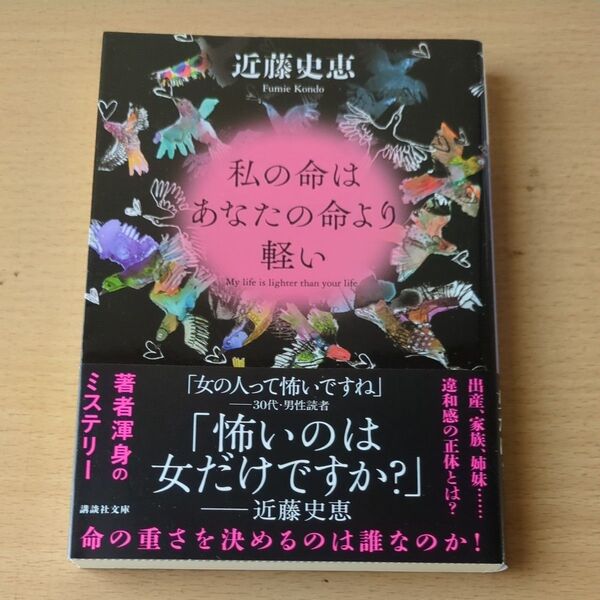 近藤史恵
Fumie Kondo
私の命は
あなたの命より
軽い
My life is lighter than your life
「女の人って怖いですね」
——30代・男性読者
「怖いのは
女だけですか?」
——近藤史恵
出産、家族、姉妹……
違和感の正体とは?
著者渾身の
ミステリー
講談社文庫
命の重さを決めるのは誰なのか!